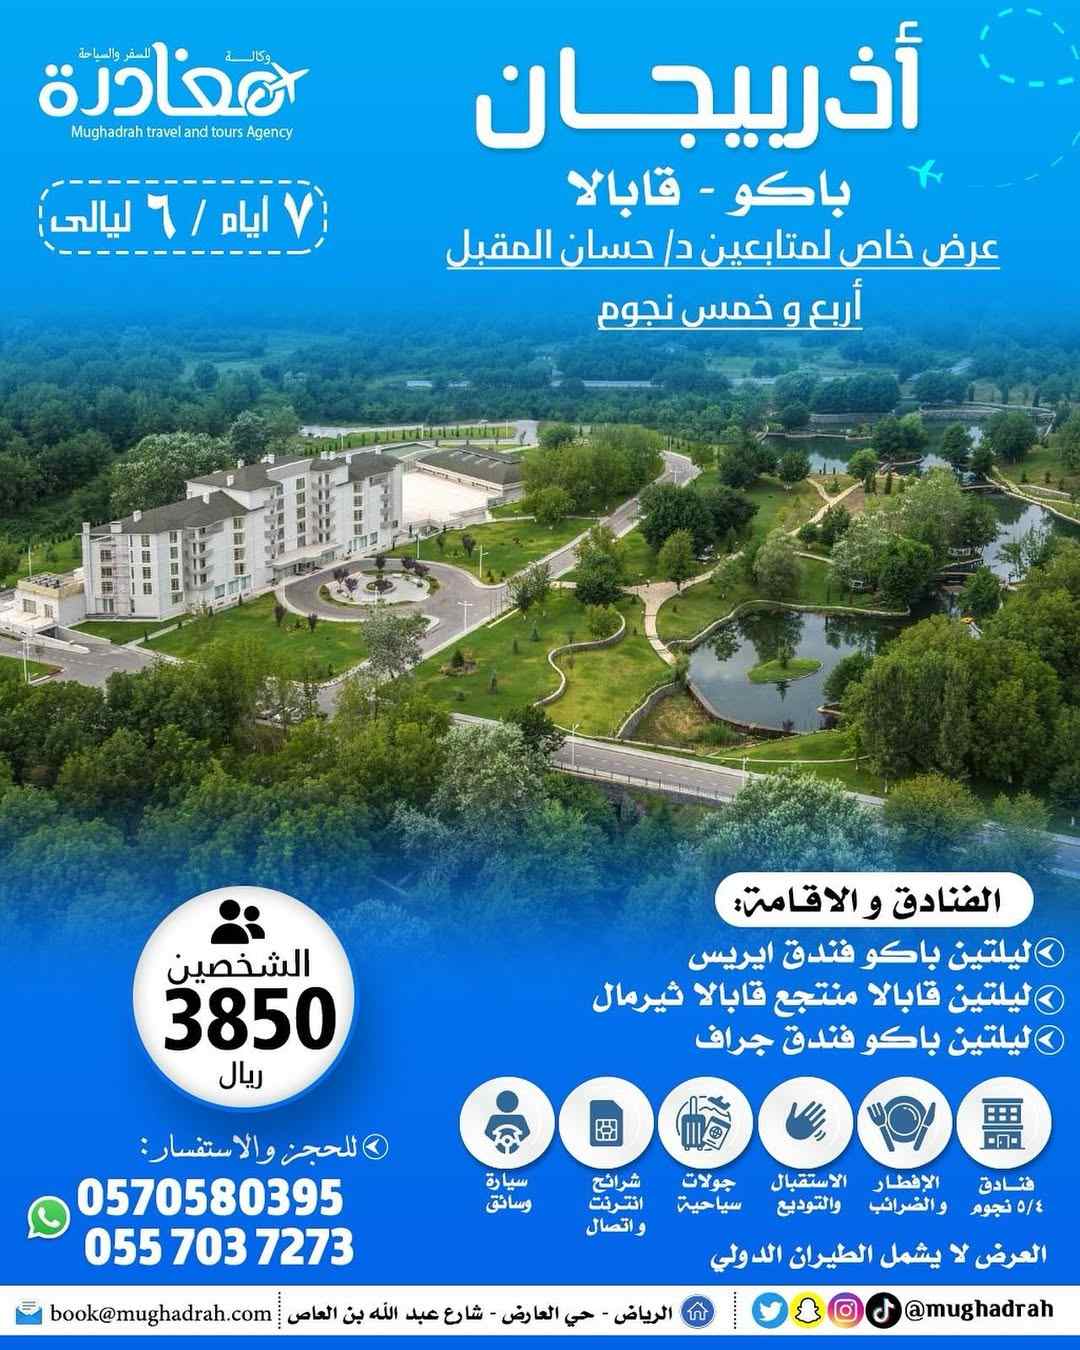 وكالة للسفر والسياحة
مغادرة
Mughadrah travel and tours Agency
أذربيجان
باكو - قابالا
٧ أيام / ٦ ليالى
عرض خاص لمتابعين د/ حسان المقبل
أربع و خمس نجوم
الفنادق و الاقامة:
ليلتين باكو فندق ايريس
ليلتين قابالا منتجع قابالا ثيرمال
ليلتين باكو فندق جراف
الشخصين
3850
ريال
فنادق
٥/٤ نجوم
الإفطار
والضرائب
الاستقبال
والتوديع
جولات
سياحية
شرائح
انترنت
واتصال
سيارة
وسائق
العرض لا يشمل الطيران الدولي
للحجز والاستفسار:
0570580395
055 703 7273
@mughadrah
الرياض - حي العارض - شارع عبد الله بن العاص
book@mughadrah.com